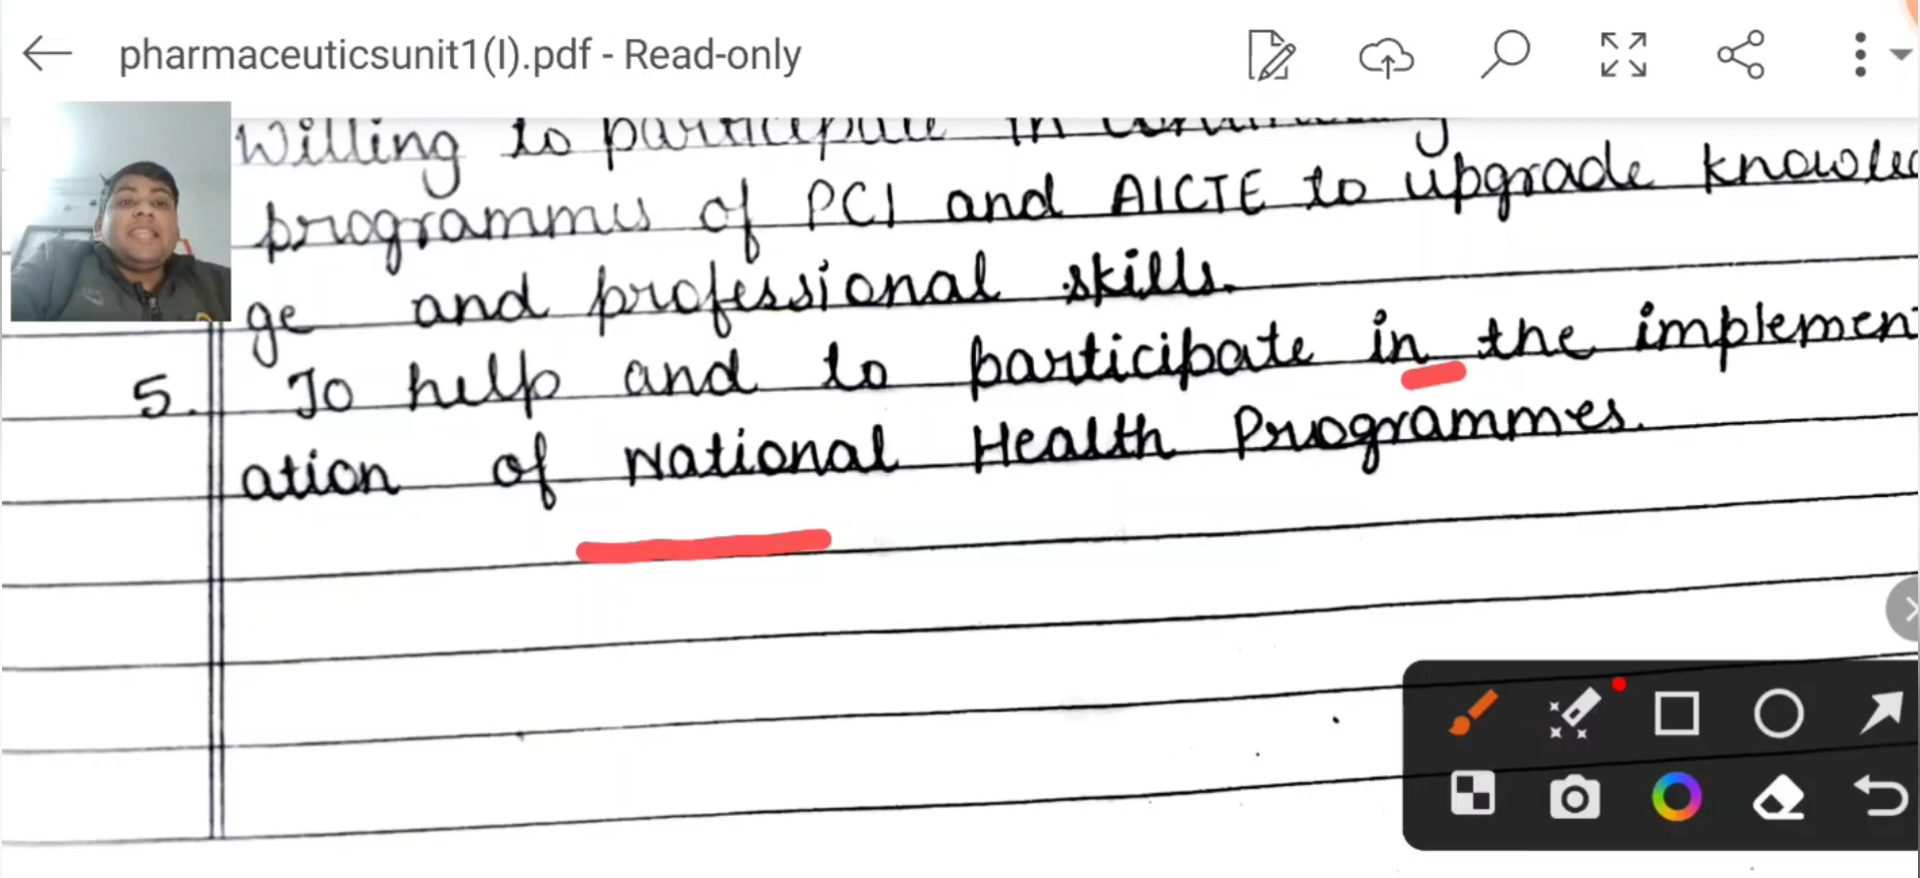 pharmaceuticsunit1(I).pdf - Read-only
Willing to participate in
programmes of PCI and AICTE to upgrade knowled
ge and professional skills.
5. To help and to participate in the implement
ation of National Health Programmes.